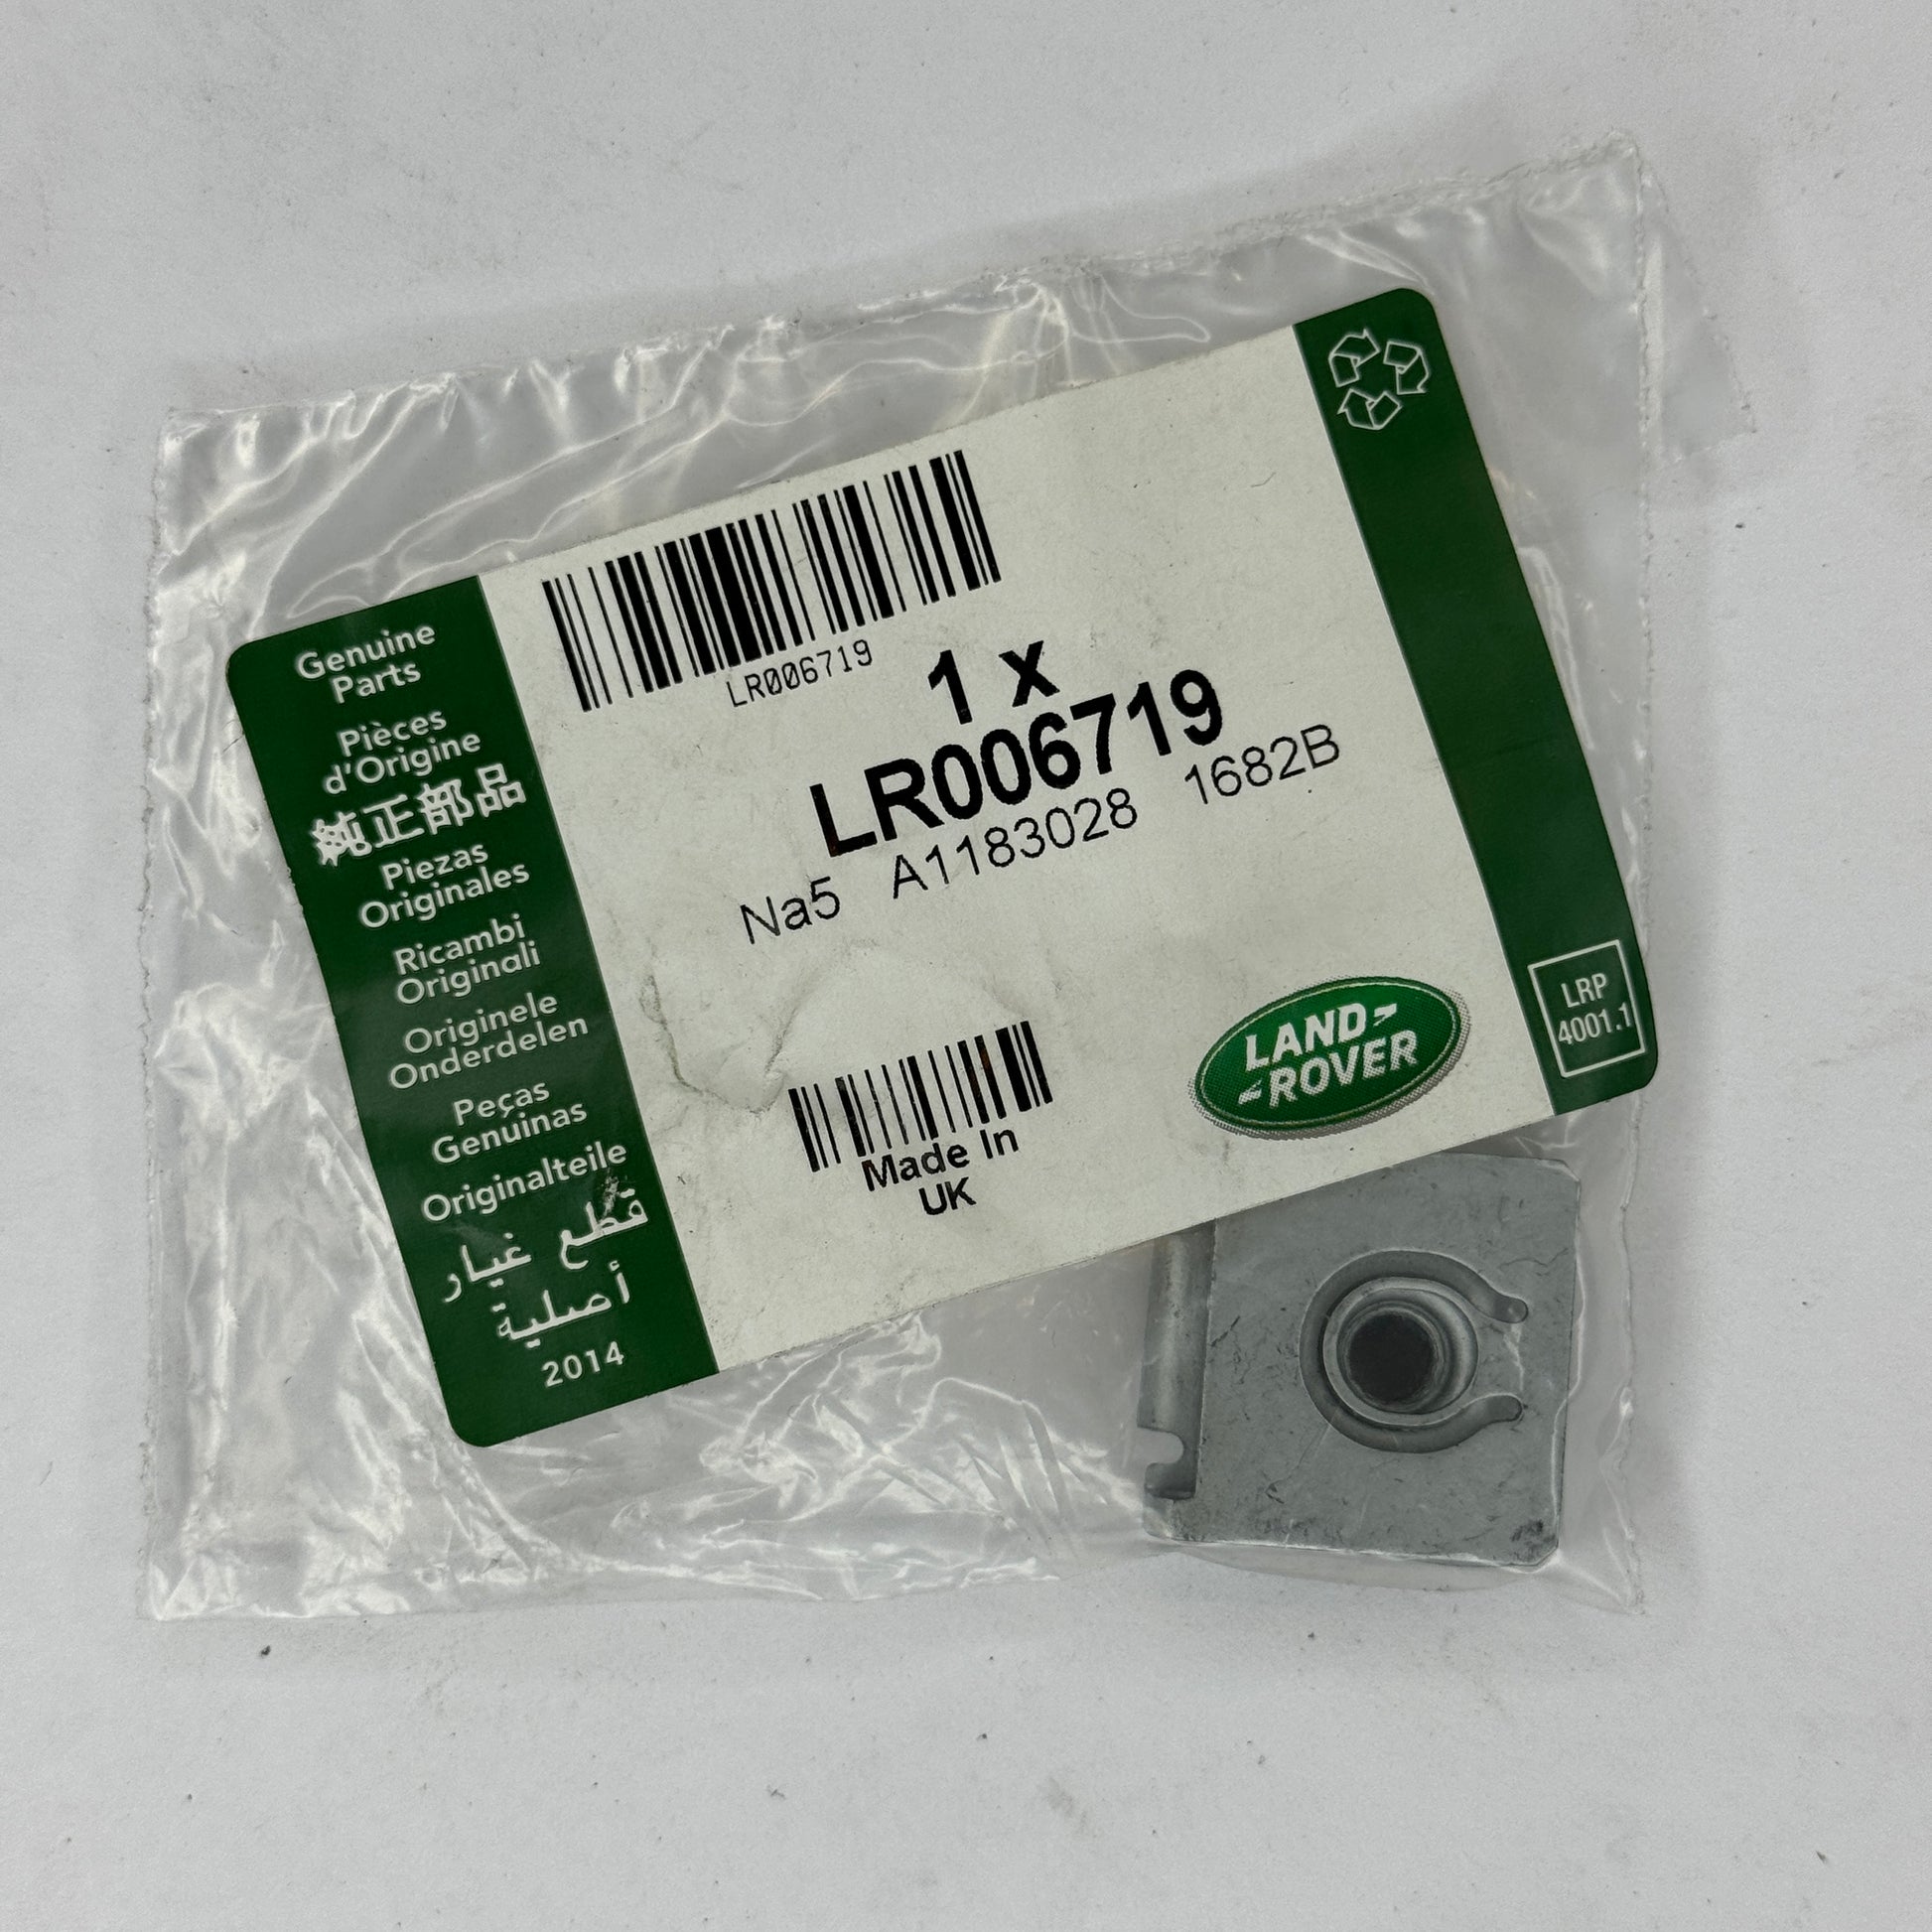 Genuine
Parts
Pièces
d'Origine
純正部品
Piezas
Originales
Ricambi
Originali
Originele
Onderdelen
Peças
Genuinas
Originalteile
قطع غيار
أصلية
2014
LR006719
1 x
LR006719
Na5 A1183028 1682B
Made In
UK
LAND
ROVER
LRP
4001.1